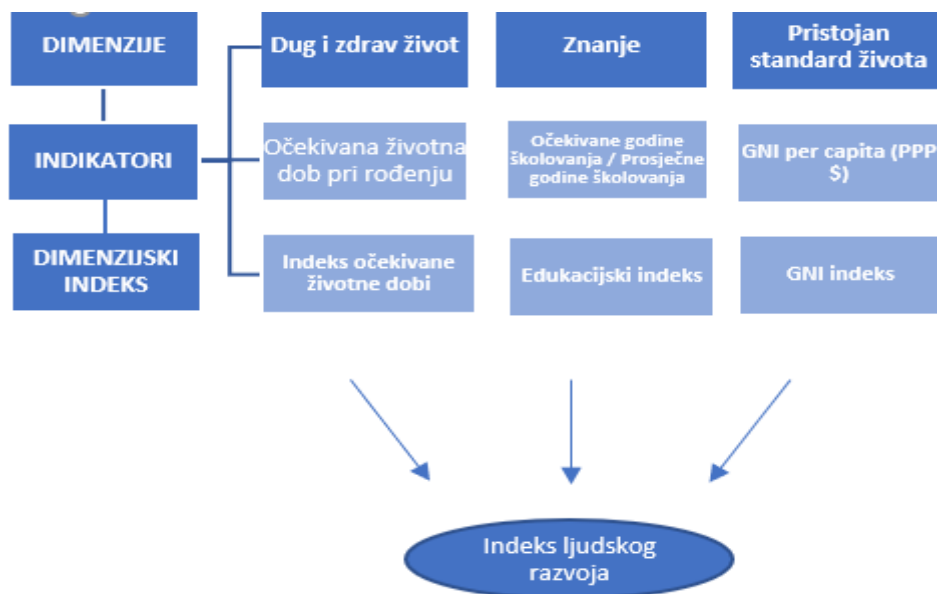 DIMENZIJE
Dug i zdrav život
Znanje
Pristojan
standard života
INDIKATORI
Očekivana životna
dob pri rođenju
Očekivane godine
školovanja / Prosječne
godine školovanja
GNI per capita (PPP
$)
DIMENZIJSKI
INDEKS
Indeks očekivane
životne dobi
Edukacijski indeks
GNI indeks
Indeks ljudskog
razvoja